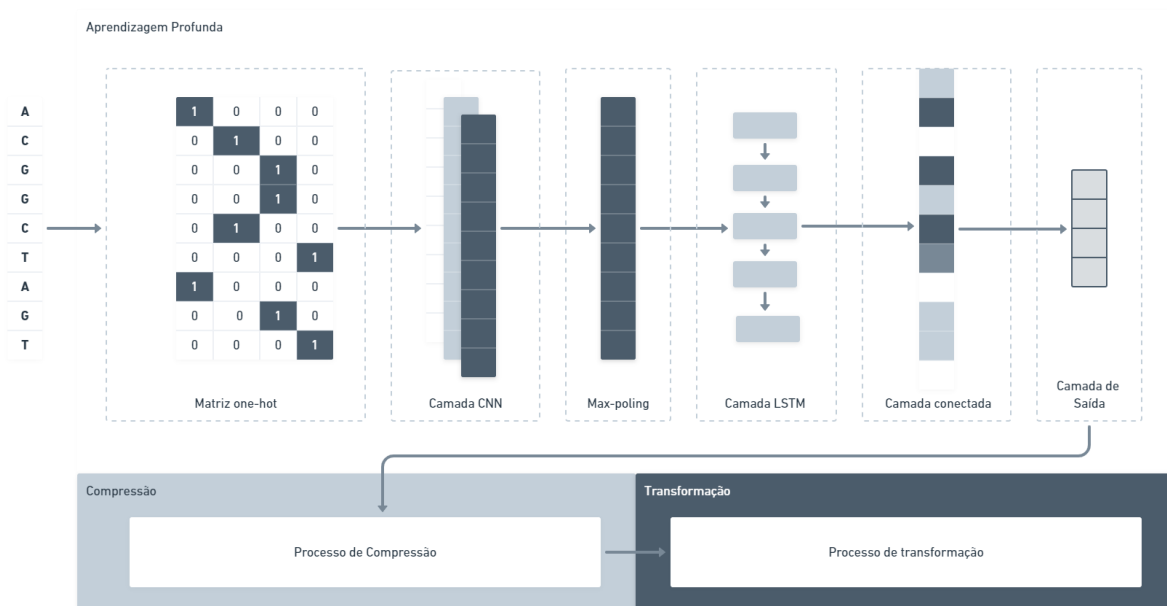 Aprendizagem Profunda
A
C
G
G
C
T
A
G
T
1 0 0 0
0 1 0 0
0 0 1 0
0 0 1 0
0 1 0 0
0 0 0 1
1 0 0 0
0 0 1 0
0 0 0 1
Matriz one-hot
Camada CNN
Max-poling
Camada LSTM
Camada conectada
Camada de
Saída
Compressão
Processo de Compressão
Transformação
Processo de transformação